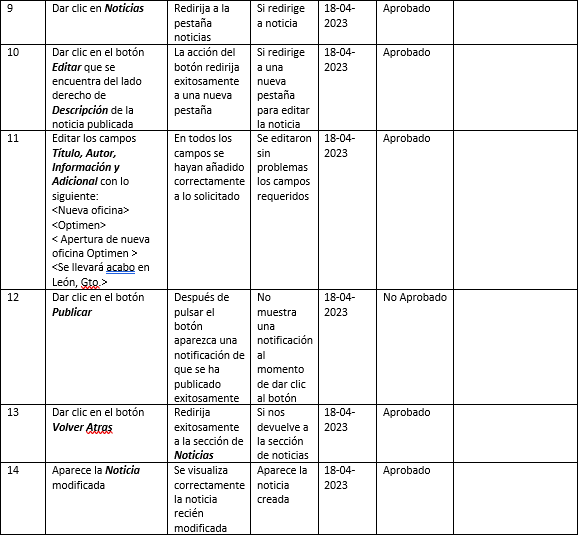 9
Dar clic en Noticias
Redirija a la
pestaña
noticias
Si redirige
a noticia
18-04-
2023
Aprobado
10
Dar clic en el botón
Editar que se
encuentra del lado
derecho de
Descripción de la
noticia publicada
La acción del
botón redirija
exitosamente
a una nueva
pestaña
Se redirige
a una
nueva
pestaña
para editar
la noticia
18-04-
2023
Aprobado
11
Editar los campos
Título, Autor,
Información y
Adicional con lo
siguiente:
<Nueva oficina>
<Optimen>
< Apertura de nueva
oficina Optimen >
<Se llevará acabo en
León, Gto.>
En todos los
campos se
hayan añadido
correctamente
a lo solicitado
Se editaron
sin
problemas
los campos
requeridos
18-04-
2023
Aprobado
12
Dar clic en el botón
Publicar
Después de
pulsar el
botón
aparezca una
notificación de
que se ha
publicado
exitosamente
No
muestra
una
notificación
al
momento
de dar clic
al botón
18-04-
2023
No Aprobado
13
Dar clic en el botón
Volver Atras
Redirija
exitosamente
a la sección de
Noticias
Si nos
devuelve a
la sección
de noticias
18-04-
2023
Aprobado
14
Aparece la Noticia
modificada
Se visualiza
correctamente
la noticia
recién
modificada
Aparece la
noticia
creada
18-04-
2023
Aprobado